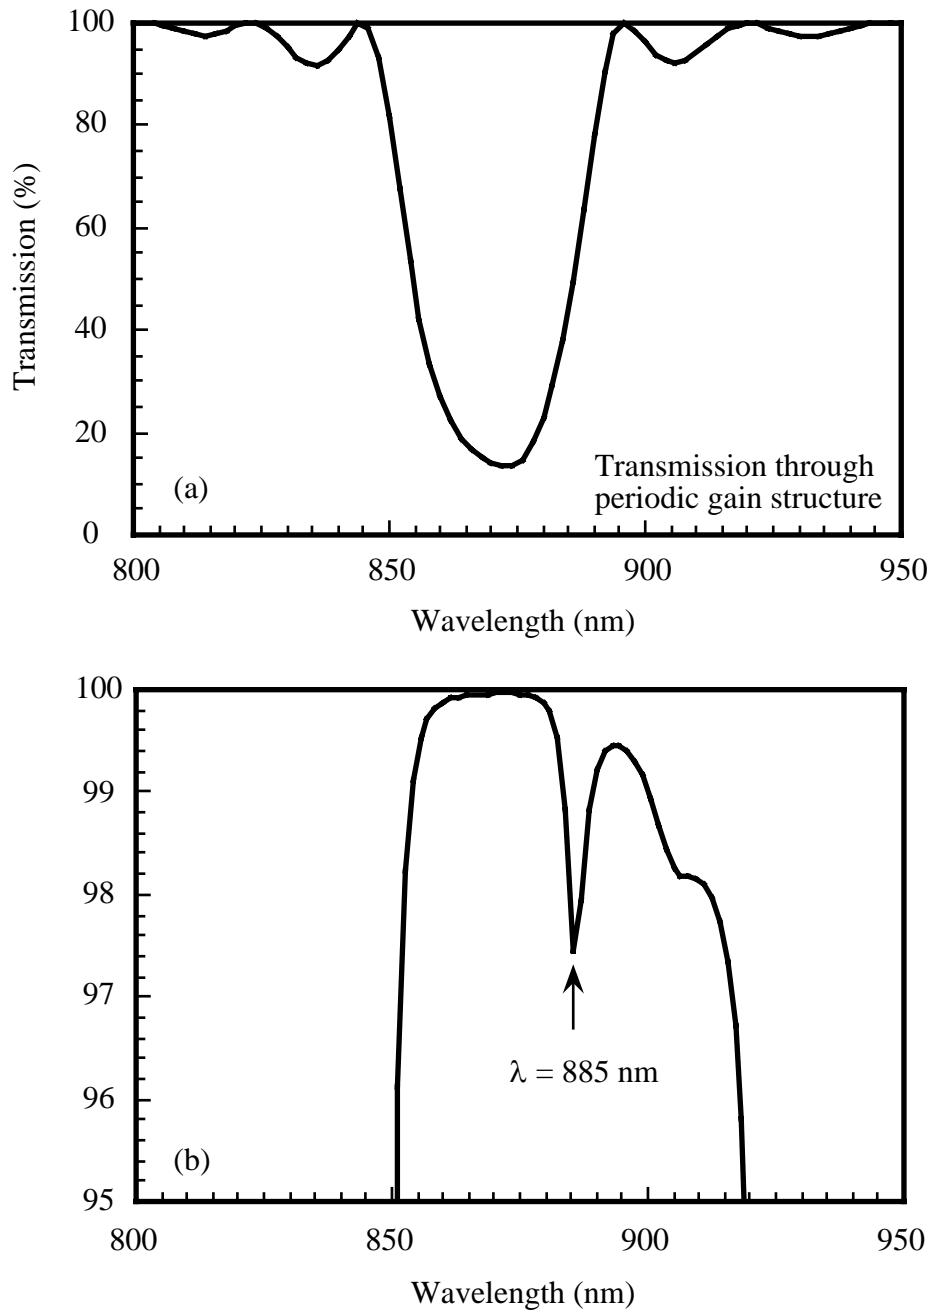 100
80
60
40
20
0
Transmission (%)
(a)
Transmission through
periodic gain structure
800
850
900
950
Wavelength (nm)
100
99
98
97
96
95
λ = 885 nm
(b)
800
850
900
950
Wavelength (nm)